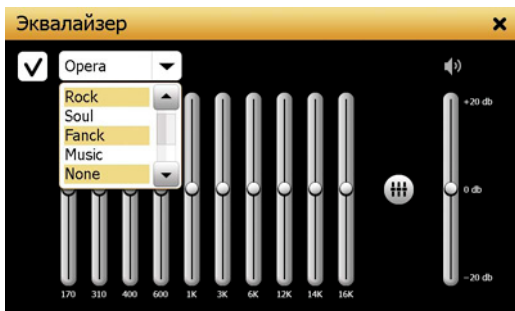 Эквалайзер
Opera
Rock
Soul
Fanck
Music
None
+20 db
0 db
-20 db
170 310 400 600 1K 3K 6K 12K 14K 16K